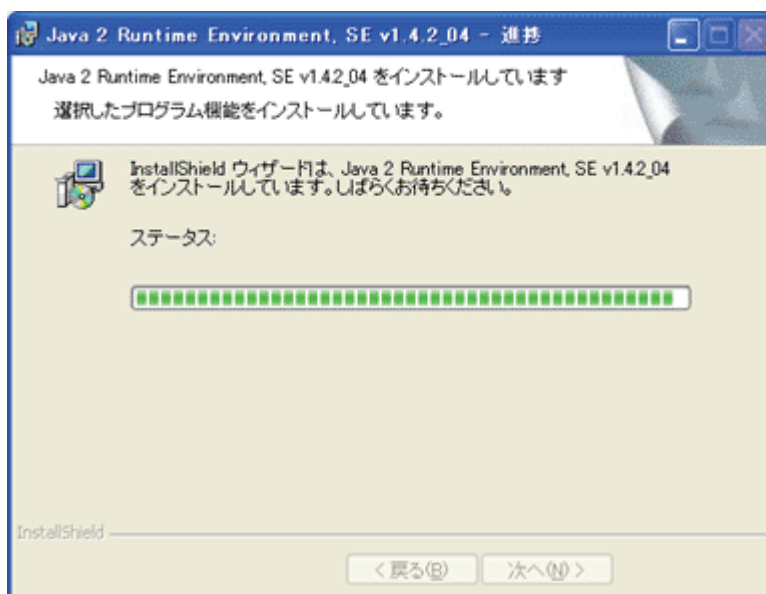 Java 2 Runtime Environment, SE v1.4.2_04 - 進捗
Java 2 Runtime Environment, SE v1.4.2_04 をインストールしています
選択したプログラム機能をインストールしています。
InstallShield ウィザードは、Java 2 Runtime Environment, SE v1.4.2_04
をインストールしています。しばらくお待ちください。
ステータス:
InstallShield
< 戻る(B)
次へ(N) >